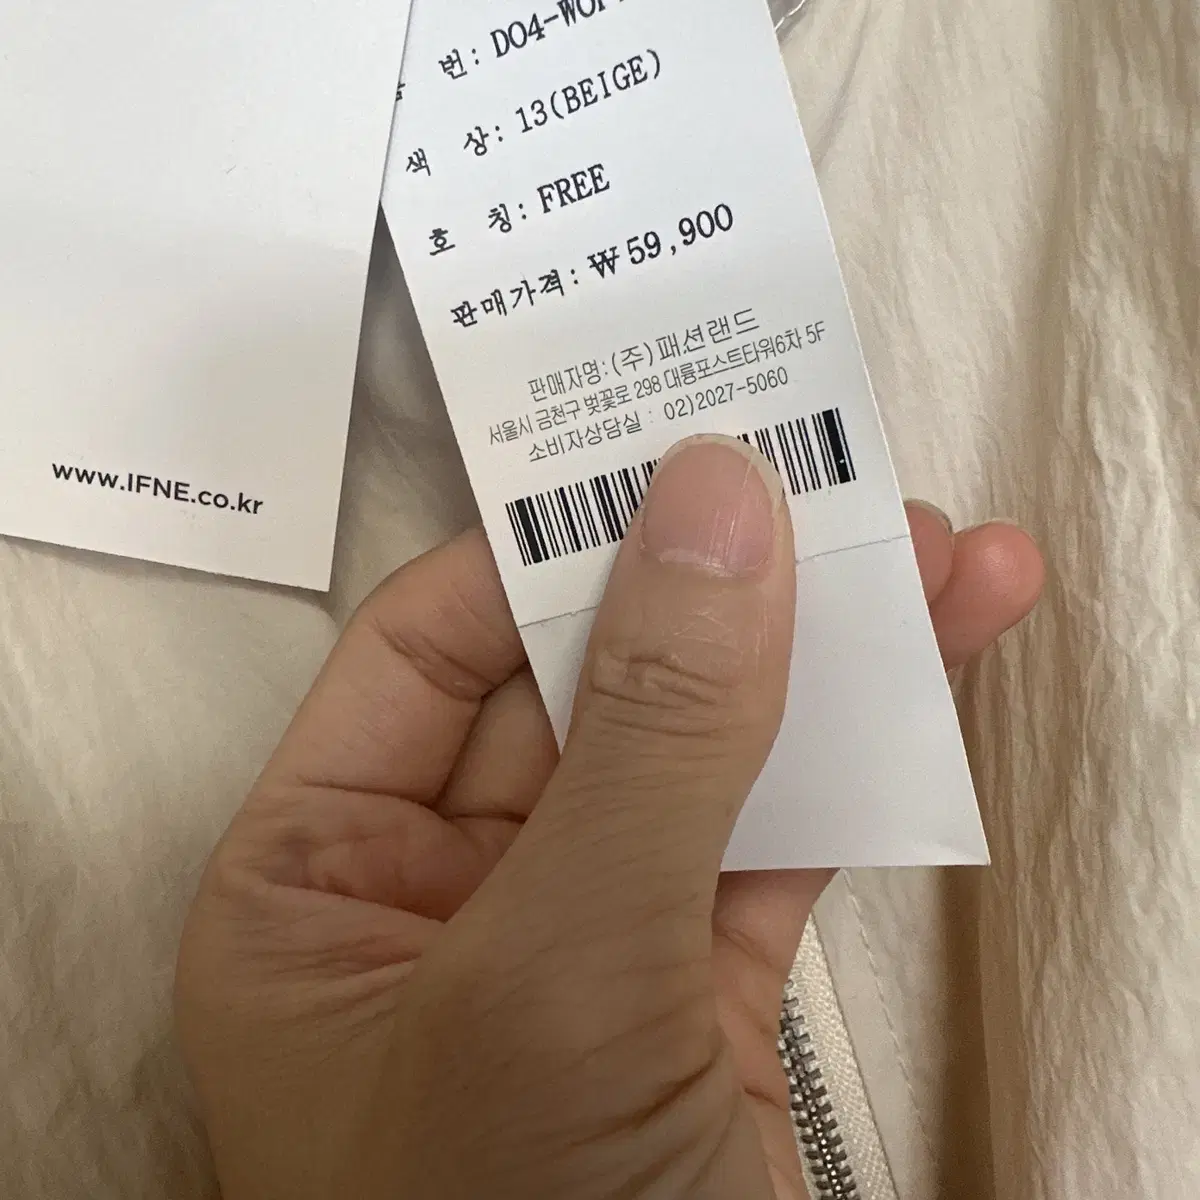 번: DO4-WOP
색 상: 13(BEIGE)
호 칭: FREE
판매가격: ₩ 59,900
판매자명: (주)패션랜드
서울시 금천구 벚꽃로 298 대륭포스트타워6차 5F
소비자상담실 : 02)2027-5060
www.IFNE.co.kr